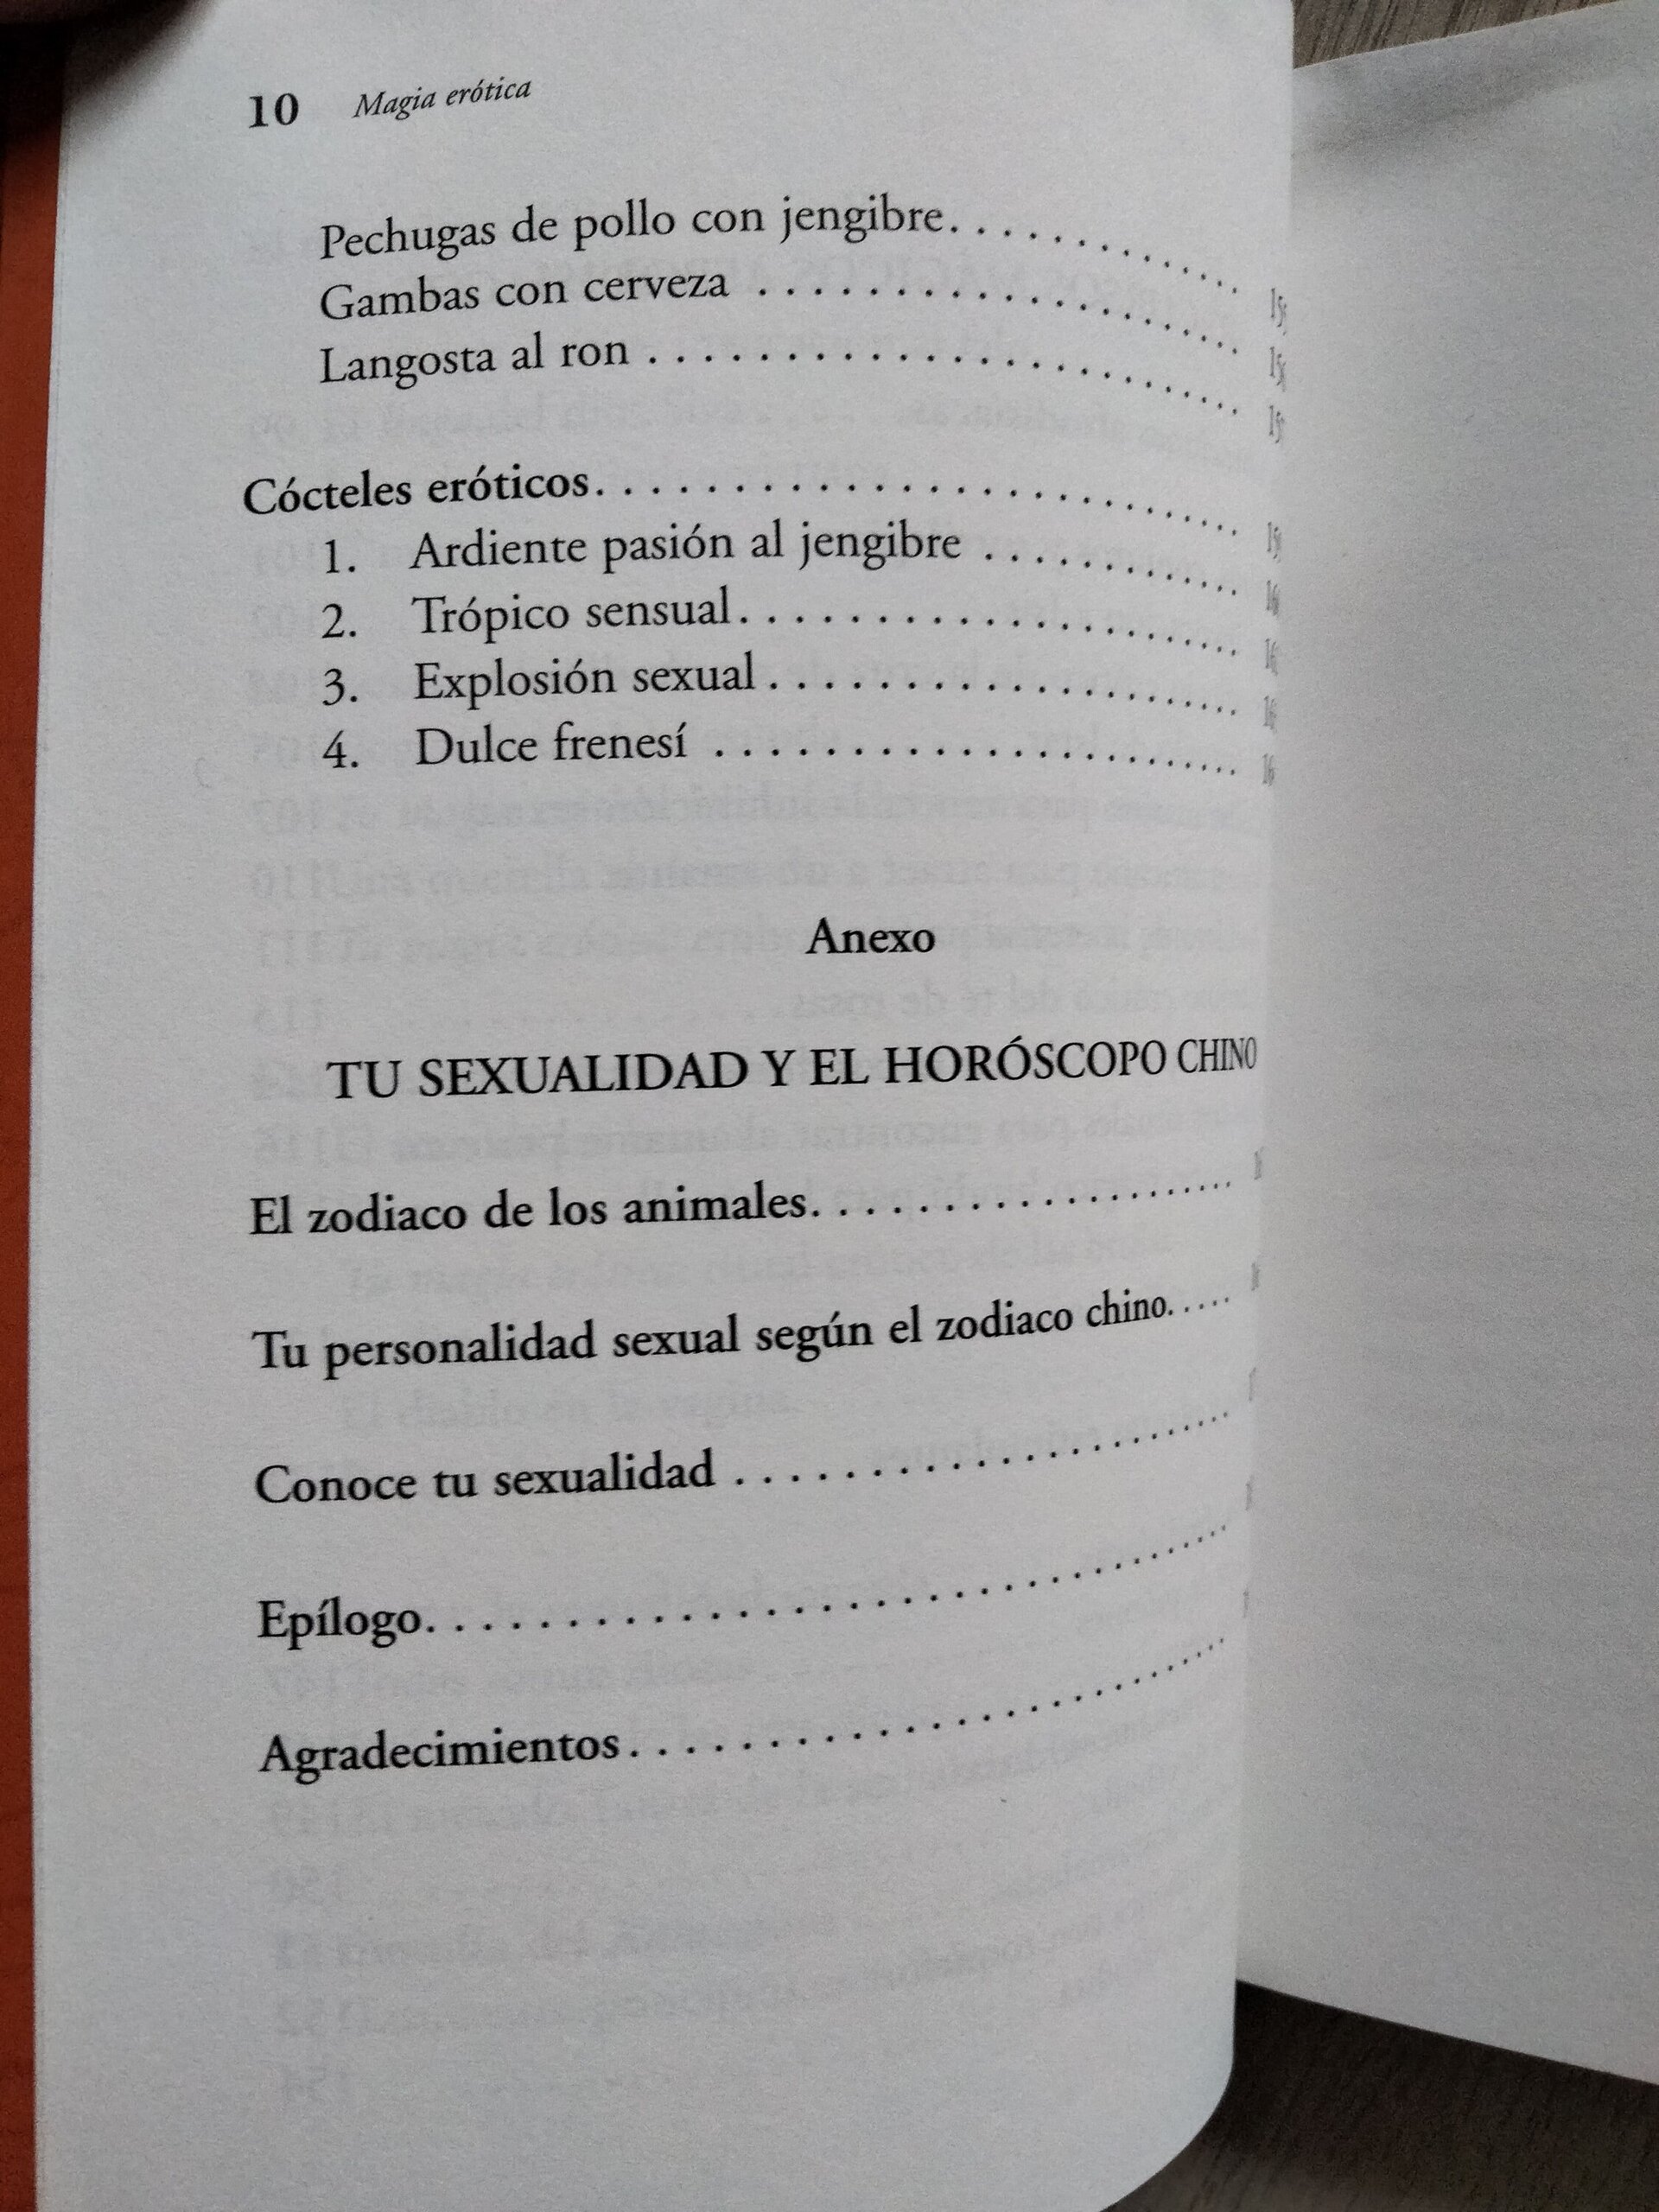 10 Magia erótica
Pechugas de pollo con jengibre. . . . . . . . . . . . .
Gambas con cerveza . . . . . . . . . . . . . . . . . . . .
Langosta al ron . . . . . . . . . . . . . . . . . . . . . . . .
Cócteles eróticos. . . . . . . . . . . . . . . . . . . . . . . . . . .
1. Ardiente pasión al jengibre . . . . . . . . . . . . .
2. Trópico sensual. . . . . . . . . . . . . . . . . . . . . . .
3. Explosión sexual . . . . . . . . . . . . . . . . . . . . . .
4. Dulce frenesí . . . . . . . . . . . . . . . . . . . . . . . .
Anexo
TU SEXUALIDAD Y EL HORÓSCOPO CHINO
El zodiaco de los animales. . . . . . . . . . . . . . . . . . . .
Tu personalidad sexual según el zodiaco chino. . . . .
Conoce tu sexualidad . . . . . . . . . . . . . . . . . . . . . . .
Epílogo. . . . . . . . . . . . . . . . . . . . . . . . . . . . . . . . . .
Agradecimientos. . . . . . . . . . . . . . . . . . . . . . . . . . .